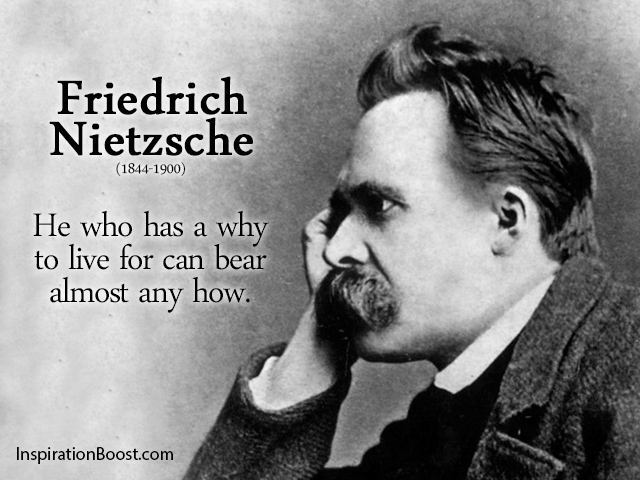 Friedrich
Nietzsche
(1844-1900)
He who has a why
to live for can bear
almost any how.
InspirationBoost.com